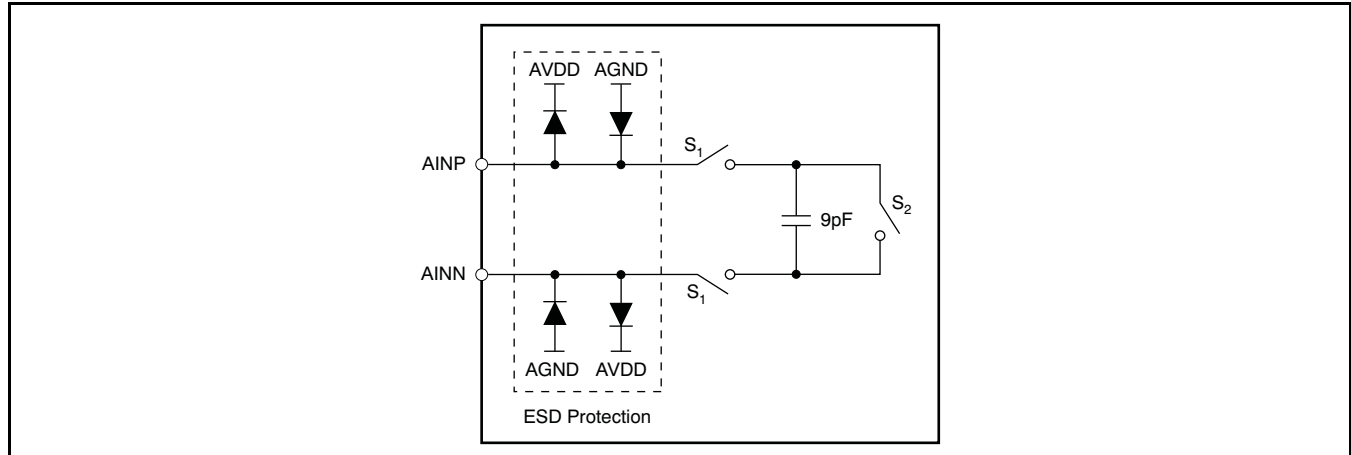 AVDD AGND
S1
AINP
9pF
S2
AINN
S1
AGND AVDD
ESD Protection